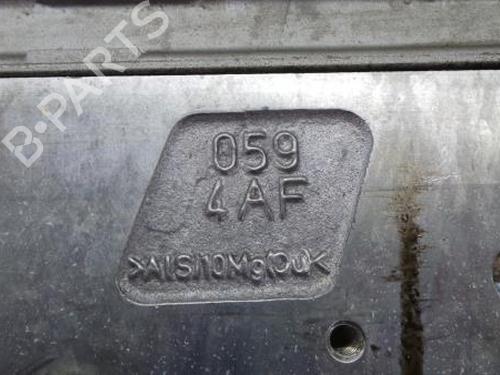 B-PARTS
059
4AF
>AlSi10Mg(Cu)<